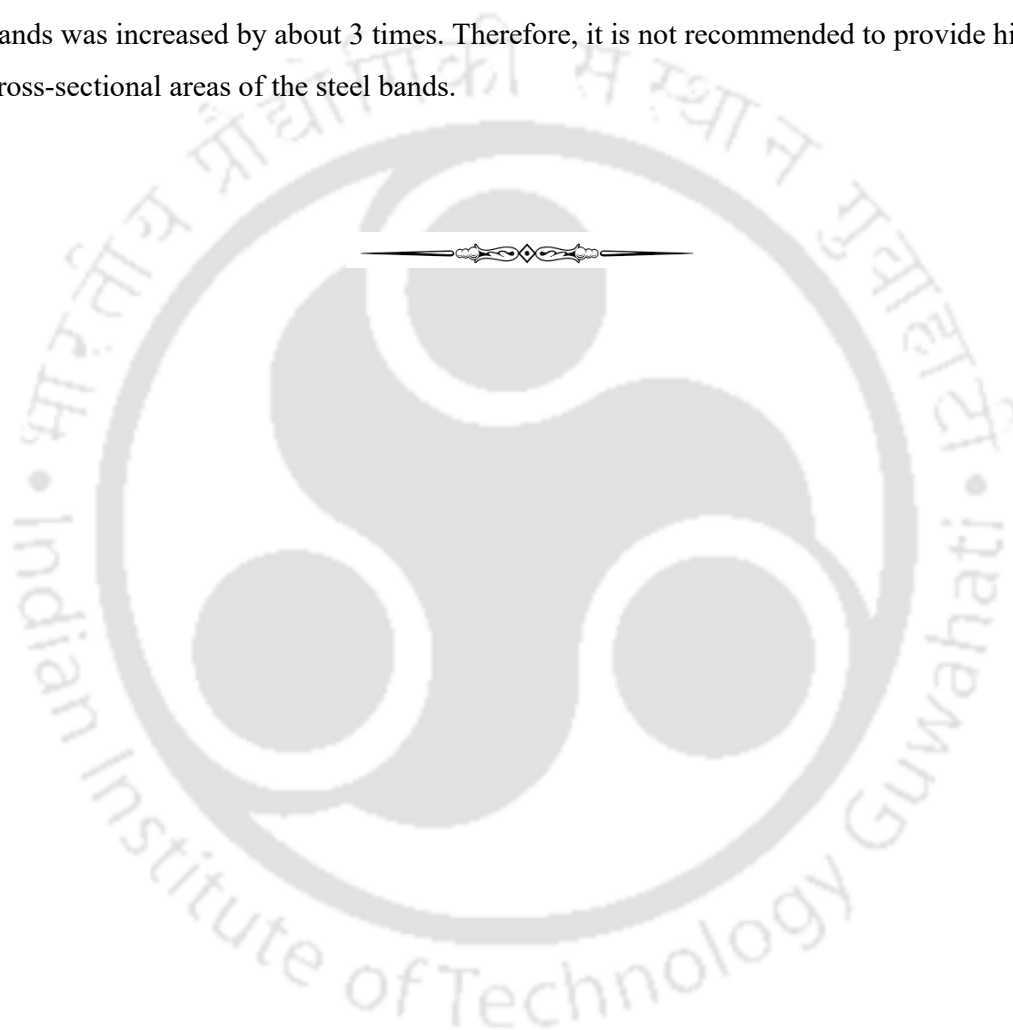 ands was increased by about 3 times. Therefore, it is not recommended to provide hi
ross-sectional areas of the steel bands.
भारतीय प्रौद्योगिकी संस्थान गुवाहाटी
Indian Institute of Technology Guwahati